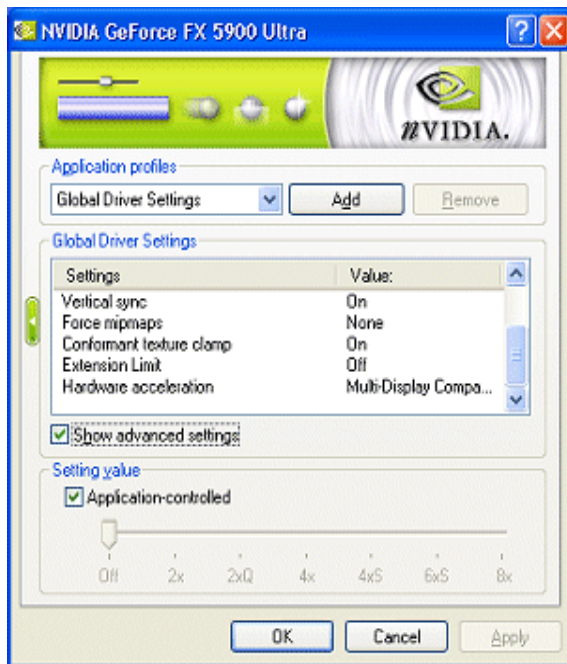 NVIDIA GeForce FX 5900 Ultra
nVIDIA.
Application profiles
Global Driver Settings Add Remove
Global Driver Settings
Settings Value:
Vertical sync On
Force mipmaps None
Conformant texture clamp On
Extension Limit Off
Hardware acceleration Multi-Display Compa...
Show advanced settings
Setting value
Application-controlled
Off 2x 2xQ 4x 4xS 6xS 8x
OK Cancel Apply